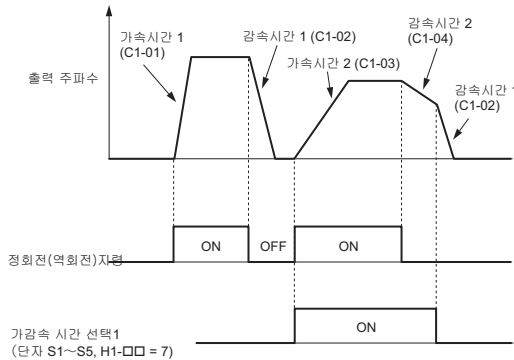 가속시간 1
(C1-01)
감속시간 1 (C1-02)
감속시간 2
(C1-04)
가속시간 2 (C1-03)
감속시간 1
(C1-02)
출력 주파수
ON
OFF
ON
정회전(역회전)지령
ON
가감속 시간 선택1
(단자 S1～S5, H1-□□ = 7)